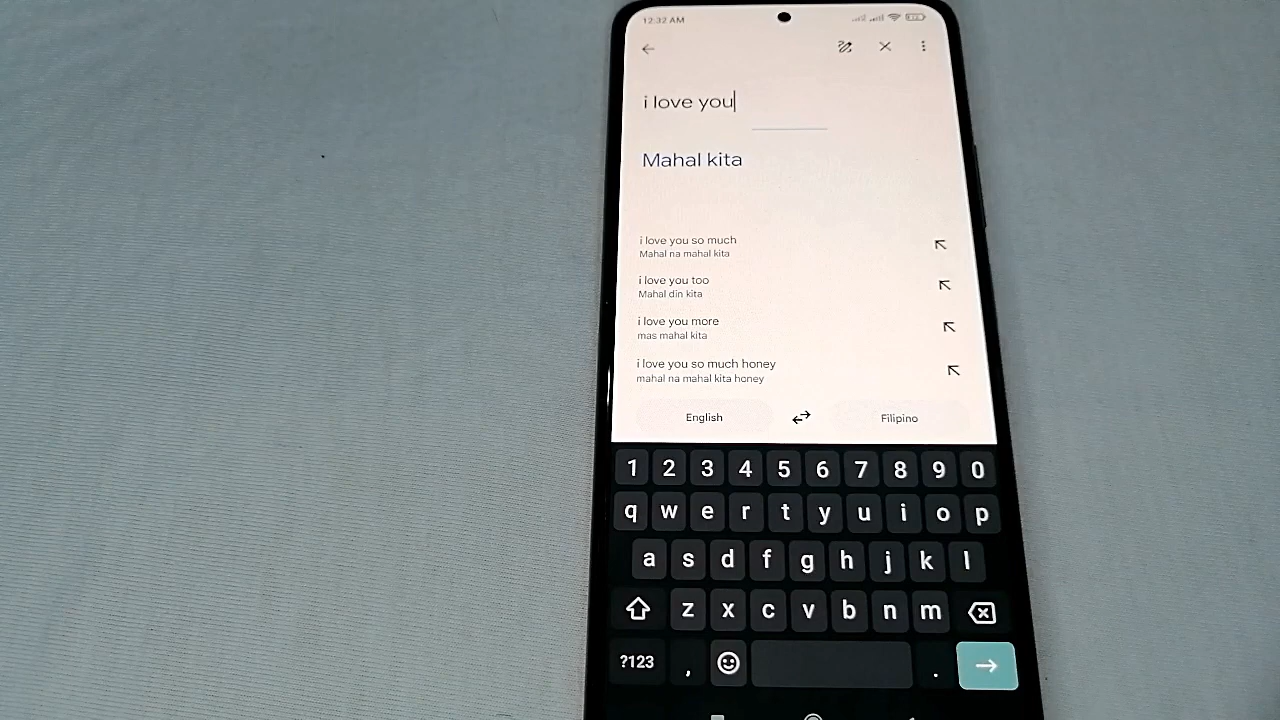 12:32 AM
i love you
Mahal kita
i love you so much
Mahal na mahal kita
i love you too
Mahal din kita
i love you more
mas mahal kita
i love you so much honey
mahal na mahal kita honey
English Filipino
1 2 3 4 5 6 7 8 9 0
q w e r t y u i o p
a s d f g h j k l
z x c v b n m
?123 , .